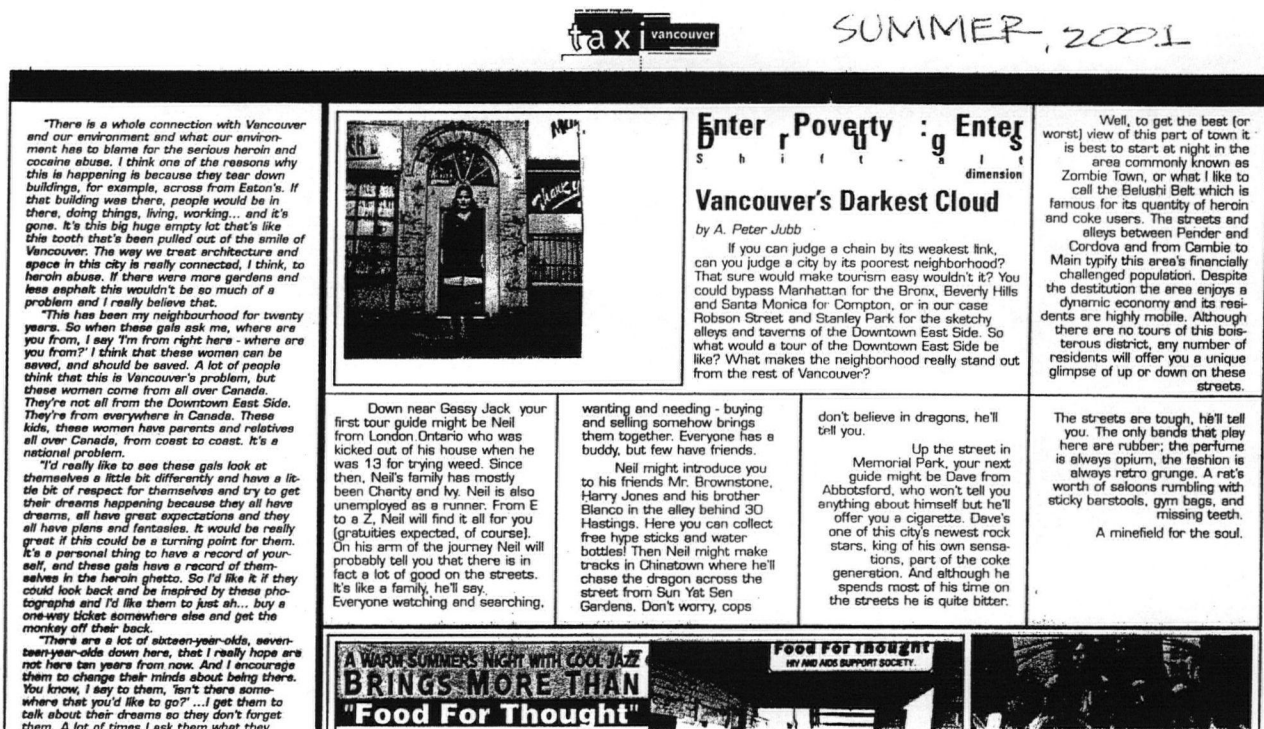 taxi vancouver
SUMMER, 2001
"There is a whole connection with Vancouver
and our environment and what our environ-
ment has to blame for the serious heroin and
cocaine abuse. I think one of the reasons why
this is happening is because they tear down
buildings, for example, across from Eaton's. If
that building was there, people would be in
there, doing things, living, working... and it's
gone. It's this big huge empty lot that's like
this tooth that's been pulled out of the smile of
Vancouver. The way we treat architecture and
space in this city is really connected, I think, to
heroin abuse. If there were more gardens and
less asphalt this wouldn't be so much of a
problem and I really believe that.
"This has been my neighbourhood for twenty
years. So when these gals ask me, where are
you from, I say 'I'm from right here - where are
you from?' I think that these women can be
saved, and should be saved. A lot of people
think that this is Vancouver's problem, but
these women come from all over Canada.
They're not all from the Downtown East Side.
They're from everywhere in Canada. These
kids, these women have parents and relatives
all over Canada, from coast to coast. It's a
national problem.
"I'd really like to see these gals look at
themselves a little bit differently and have a lit-
tle bit of respect for themselves and try to get
their dreams happening because they all have
dreams, all have great expectations and they
all have plans and fantasies. It would be really
great if this could be a turning point for them.
It's a personal thing to have a record of your-
self, and these gals have a record of them-
selves in the heroin ghetto. So I'd like it if they
could look back and be inspired by these pho-
tographs and I'd like them to just ah... buy a
one-way ticket somewhere else and get the
monkey off their back.
"There are a lot of sixteen-year-olds, seven-
teen-year-olds down here, that I really hope are
not here ten years from now. And I encourage
them to change their minds about being there.
You know, I say to them, 'isn't there some-
where that you'd like to go?' ...I get them to
talk about their dreams so they don't forget
them. A lot of times I ask them what they
Thank
Enter Poverty : Enter
Drugs
Shift-alt
dimension
Vancouver's Darkest Cloud
by A. Peter Jubb
If you can judge a chain by its weakest link,
can you judge a city by its poorest neighborhood?
That sure would make tourism easy wouldn't it? You
could bypass Manhattan for the Bronx, Beverly Hills
and Santa Monica for Compton, or in our case
Robson Street and Stanley Park for the sketchy
alleys and taverns of the Downtown East Side. So
what would a tour of the Downtown East Side be
like? What makes the neighborhood really stand out
from the rest of Vancouver?
Well, to get the best (or
worst) view of this part of town it
is best to start at night in the
area commonly known as
Zombie Town, or what I like to
call the Belushi Belt which is
famous for its quantity of heroin
and coke users. The streets and
alleys between Pender and
Cordova and from Cambie to
Main typify this area's financially
challenged population. Despite
the destitution the area enjoys a
dynamic economy and its resi-
dents are highly mobile. Although
there are no tours of this bois-
terous district, any number of
residents will offer you a unique
glimpse of up or down on these
streets.
Down near Gassy Jack your
first tour guide might be Neil
from London Ontario who was
kicked out of his house when he
was 13 for trying weed. Since
then, Neil's family has mostly
been Charity and Ivy. Neil is also
unemployed as a runner. From E
to a Z, Neil will find it all for you
(gratuities expected, of course).
On his arm of the journey Neil will
probably tell you that there is in
fact a lot of good on the streets.
It's like a family, he'll say.
Everyone watching and searching,
wanting and needing - buying
and selling somehow brings
them together. Everyone has a
buddy, but few have friends.
Neil might introduce you
to his friends Mr. Brownstone,
Harry Jones and his brother
Blanco in the alley behind 30
Hastings. Here you can collect
free hype sticks and water
bottles! Then Neil might make
tracks in Chinatown where he'll
chase the dragon across the
street from Sun Yat Sen
Gardens. Don't worry, cops
don't believe in dragons, he'll
tell you.
Up the street in
Memorial Park, your next
guide might be Dave from
Abbotsford, who won't tell you
anything about himself but he'll
offer you a cigarette. Dave's
one of this city's newest rock
stars, king of his own sensa-
tions, part of the coke
generation. And although he
spends most of his time on
the streets he is quite bitter.
The streets are tough, he'll tell
you. The only bands that play
here are rubber; the perfume
is always opium, the fashion is
always retro grunge. A rat's
worth of saloons rumbling with
sticky barstools, gym bags, and
missing teeth.
A minefield for the soul.
A WARM SUMMERS NIGHT WITH COOL JAZZ
BRINGS MORE THAN
"Food For Thought"
Food For Thought
HIV AND AIDS SUPPORT SOCIETY.